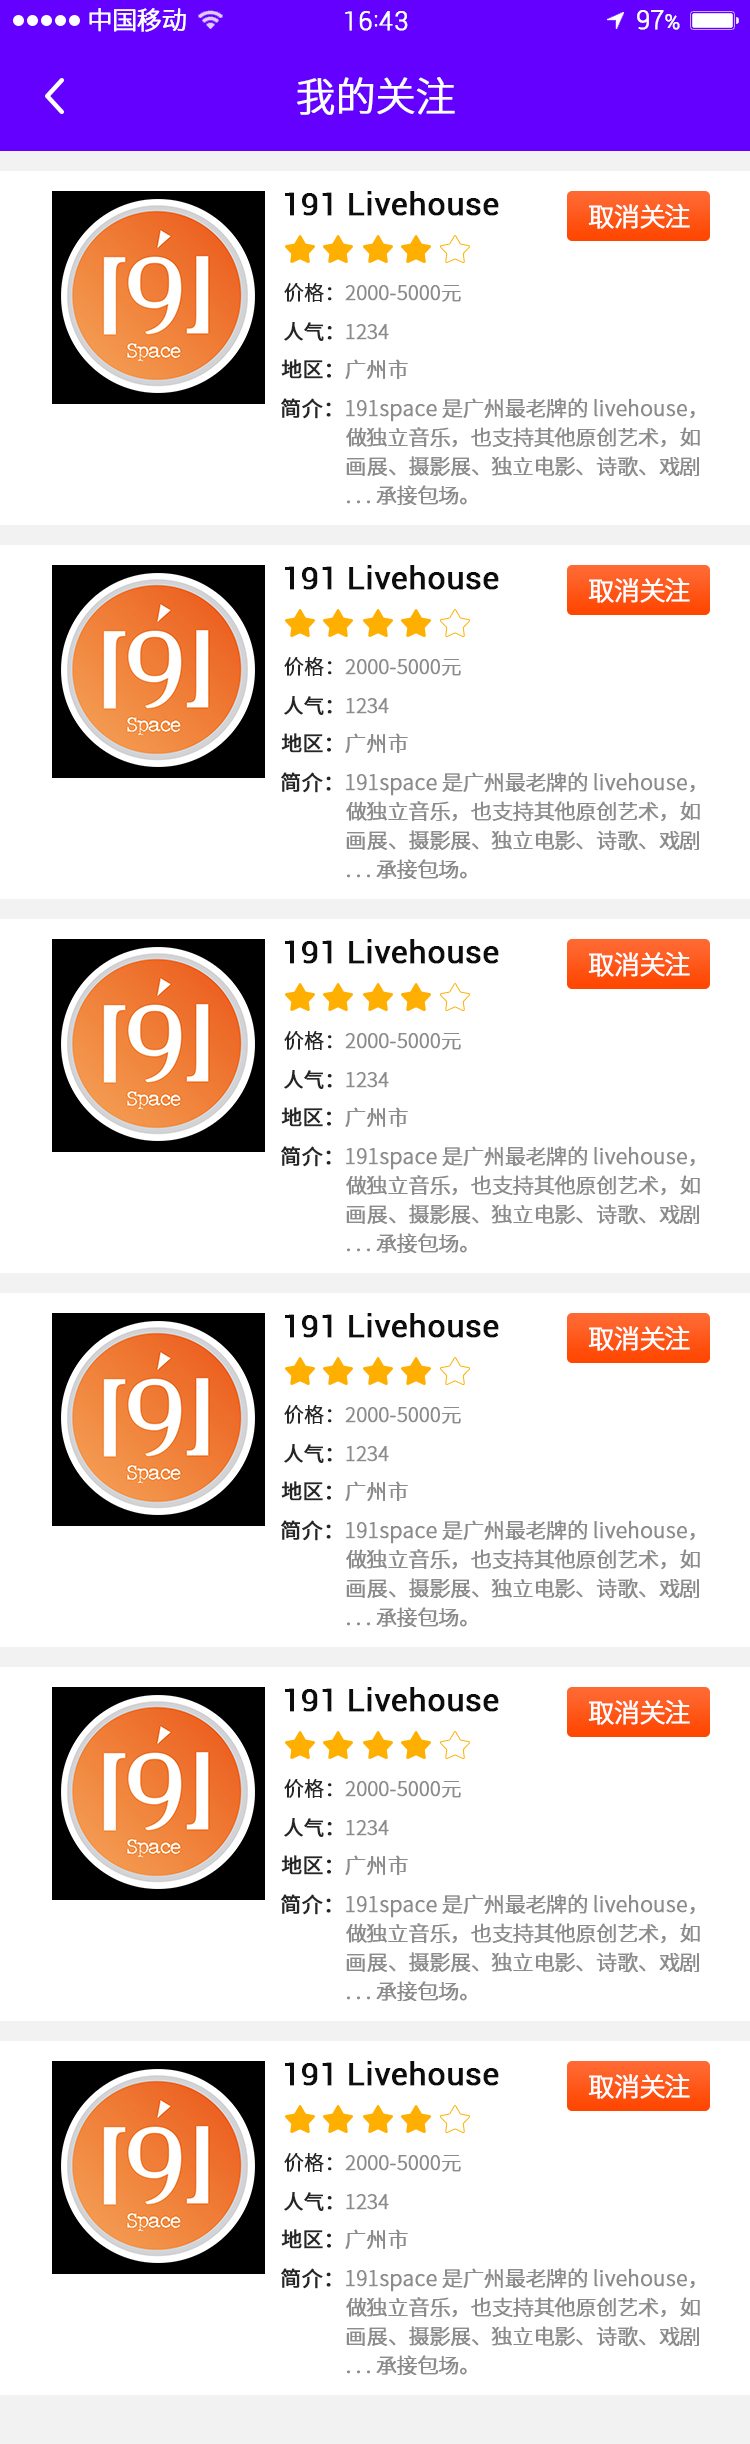 中国移动 16:43 97%
我的关注
191 Livehouse 取消关注
191
Space
价格：2000-5000元
人气：1234
地区：广州市
简介：191space 是广州最老牌的 livehouse，
做独立音乐，也支持其他原创艺术，如
画展、摄影展、独立电影、诗歌、戏剧
... 承接包场。
191 Livehouse 取消关注
191
Space
价格：2000-5000元
人气：1234
地区：广州市
简介：191space 是广州最老牌的 livehouse，
做独立音乐，也支持其他原创艺术，如
画展、摄影展、独立电影、诗歌、戏剧
... 承接包场。
191 Livehouse 取消关注
191
Space
价格：2000-5000元
人气：1234
地区：广州市
简介：191space 是广州最老牌的 livehouse，
做独立音乐，也支持其他原创艺术，如
画展、摄影展、独立电影、诗歌、戏剧
... 承接包场。
191 Livehouse 取消关注
191
Space
价格：2000-5000元
人气：1234
地区：广州市
简介：191space 是广州最老牌的 livehouse，
做独立音乐，也支持其他原创艺术，如
画展、摄影展、独立电影、诗歌、戏剧
... 承接包场。
191 Livehouse 取消关注
191
Space
价格：2000-5000元
人气：1234
地区：广州市
简介：191space 是广州最老牌的 livehouse，
做独立音乐，也支持其他原创艺术，如
画展、摄影展、独立电影、诗歌、戏剧
... 承接包场。
191 Livehouse 取消关注
191
Space
价格：2000-5000元
人气：1234
地区：广州市
简介：191space 是广州最老牌的 livehouse，
做独立音乐，也支持其他原创艺术，如
画展、摄影展、独立电影、诗歌、戏剧
... 承接包场。